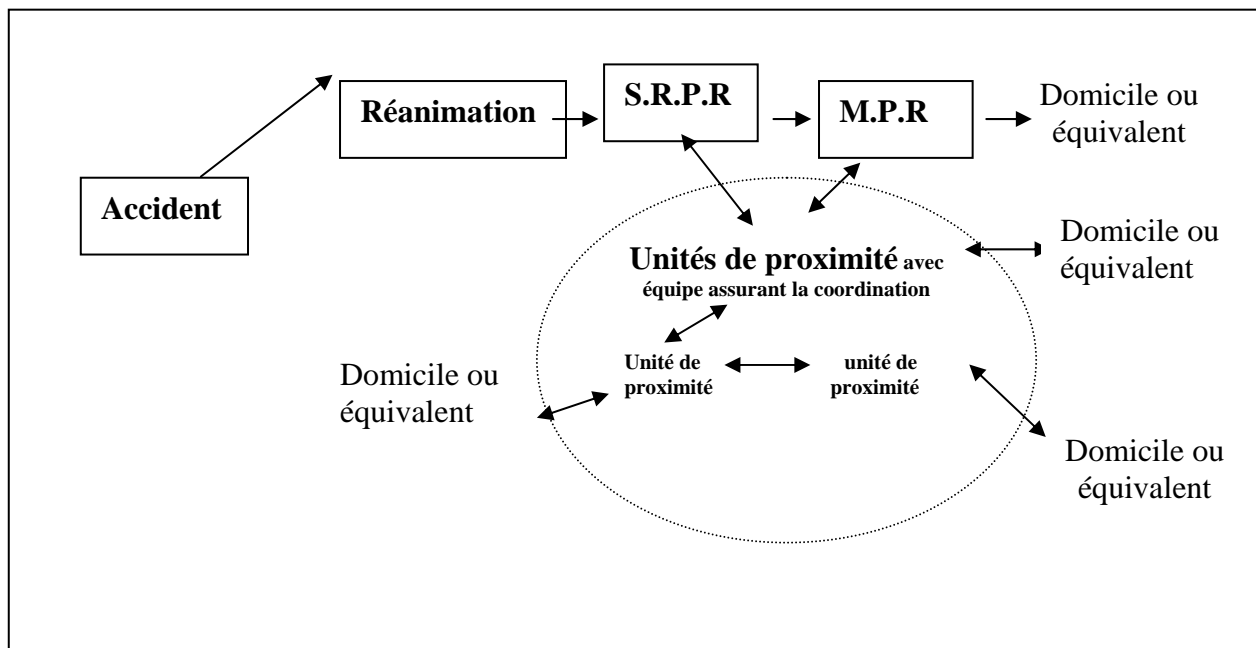 S.R.P.R
Réanimation
M.P.R
Domicile ou
équivalent
Accident
Unités de proximité avec
équipe assurant la coordination
Domicile ou
équivalent
Unité de
proximité
unité de
proximité
Domicile ou
équivalent
Domicile ou
équivalent